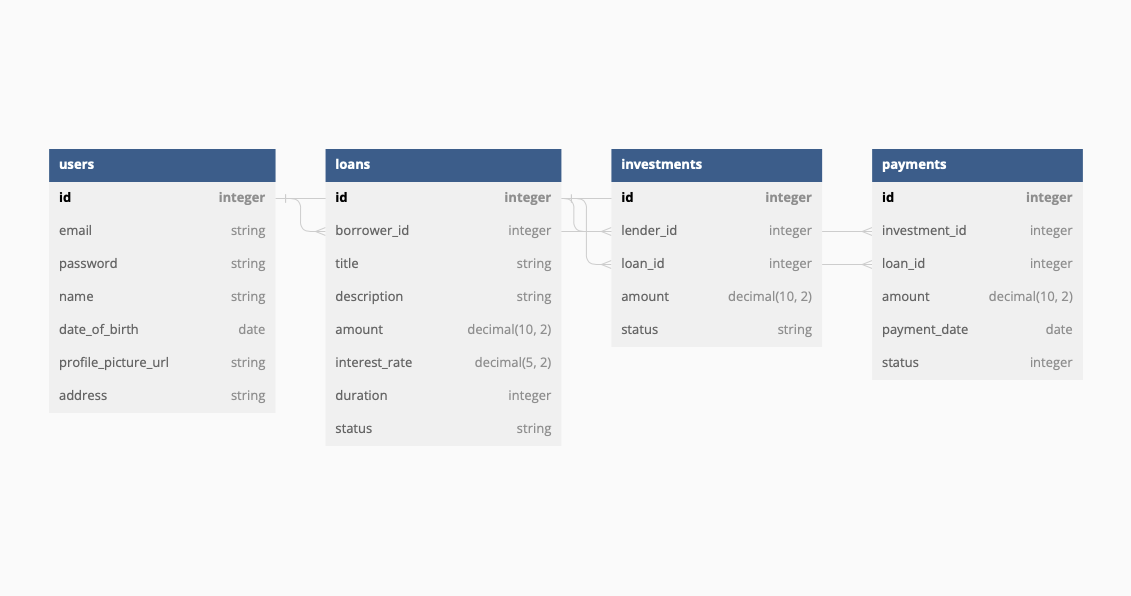 users
id integer
email string
password string
name string
date_of_birth date
profile_picture_url string
address string
loans
id integer
borrower_id integer
title string
description string
amount decimal(10, 2)
interest_rate decimal(5, 2)
duration integer
status string
investments
id integer
lender_id integer
loan_id integer
amount decimal(10, 2)
status string
payments
id integer
investment_id integer
loan_id integer
amount decimal(10, 2)
payment_date date
status integer